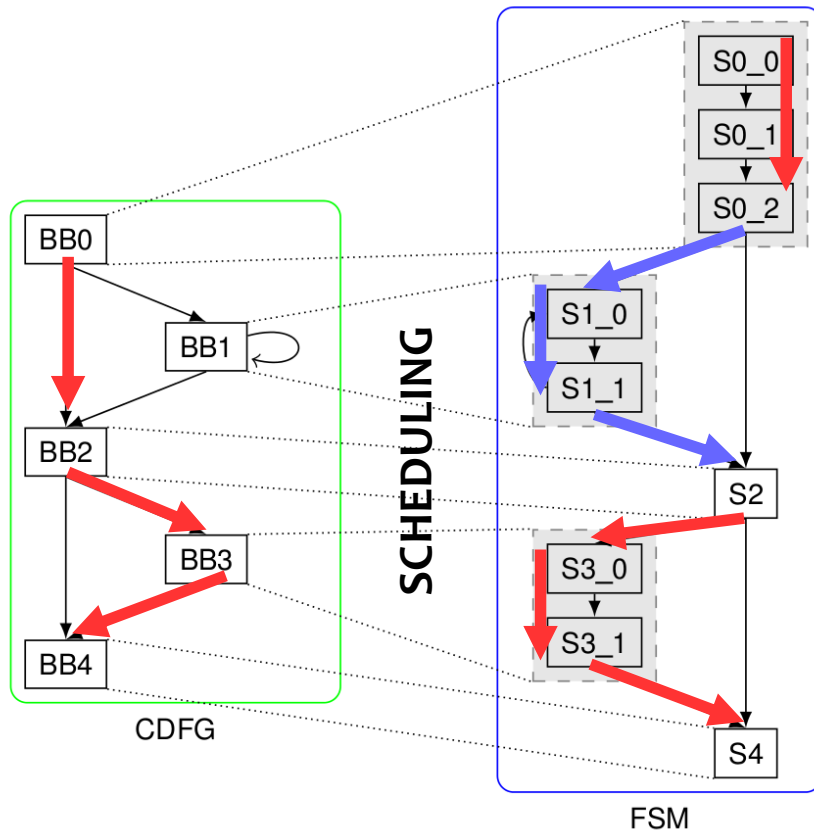 BB0
BB1
BB2
BB3
BB4
CDFG
SCHEDULING
S0_0
S0_1
S0_2
S1_0
S1_1
S2
S3_0
S3_1
S4
FSM